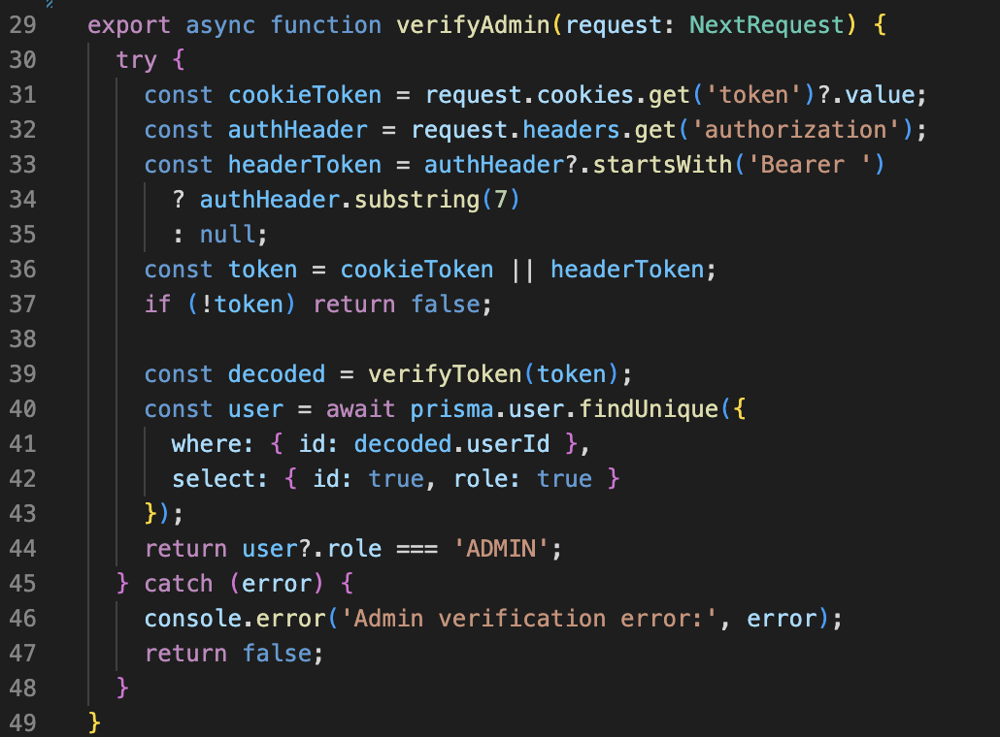 29 export async function verifyAdmin(request: NextRequest) {
30 try {
31 const cookieToken = request.cookies.get('token')?.value;
32 const authHeader = request.headers.get('authorization');
33 const headerToken = authHeader?.startsWith('Bearer ')
34 ? authHeader.substring(7)
35 : null;
36 const token = cookieToken || headerToken;
37 if (!token) return false;
38
39 const decoded = verifyToken(token);
40 const user = await prisma.user.findUnique({
41 where: { id: decoded.userId },
42 select: { id: true, role: true }
43 });
44 return user?.role === 'ADMIN';
45 } catch (error) {
46 console.error('Admin verification error:', error);
47 return false;
48 }
49 }